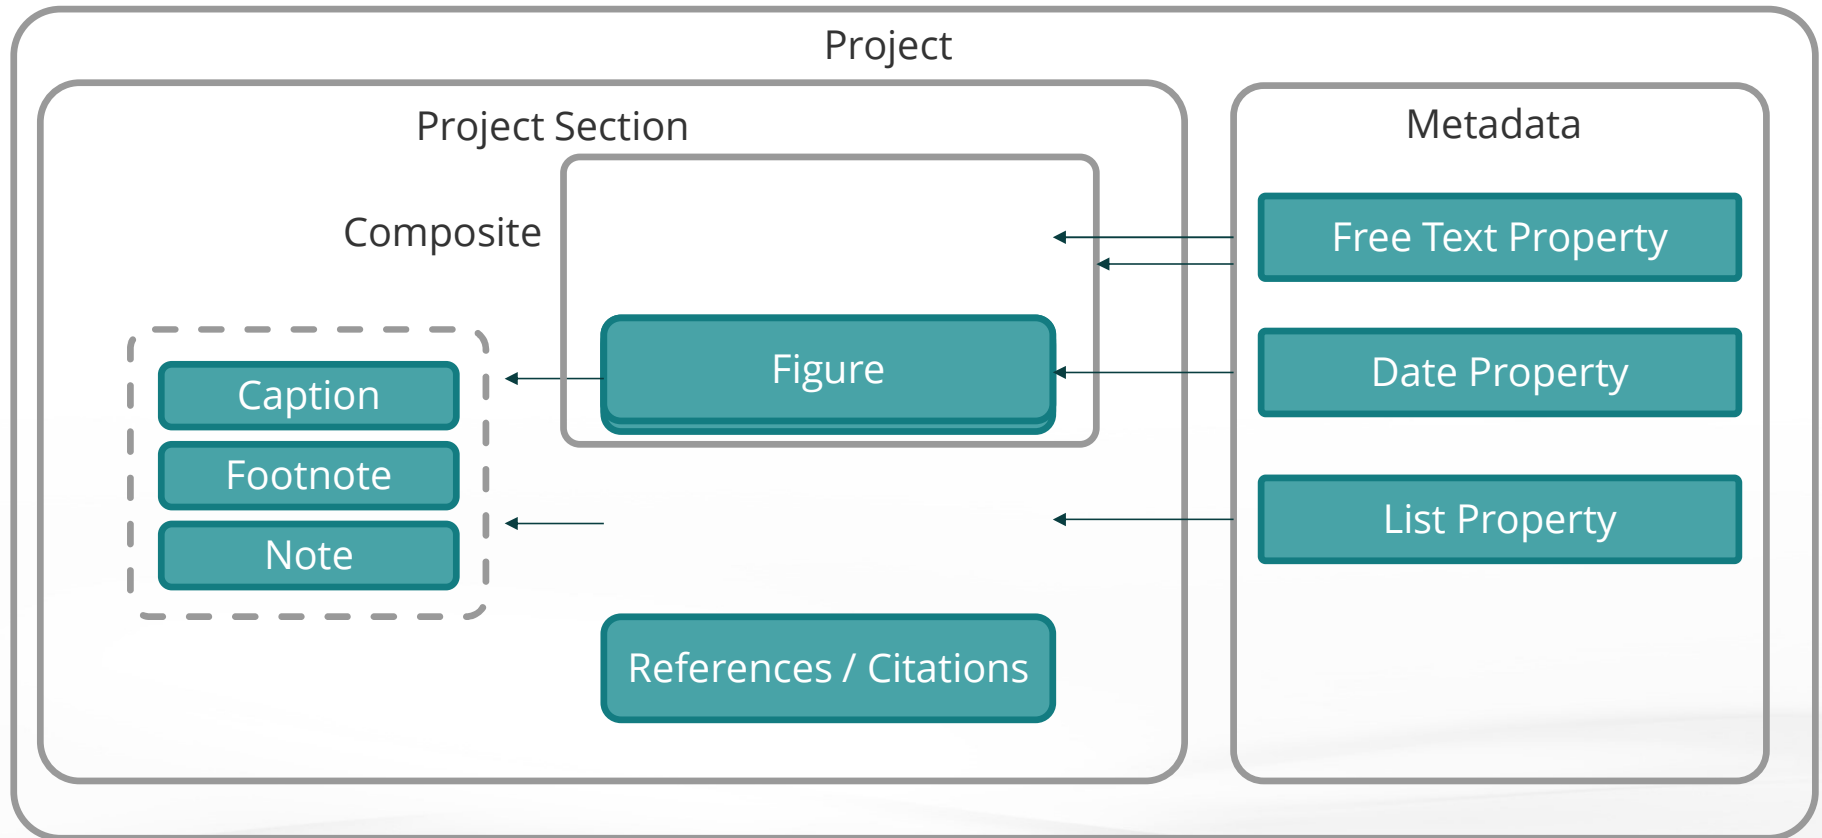 Project
Project Section
Metadata
Composite
Free Text Property
Figure
Date Property
Caption
Footnote
List Property
Note
References / Citations